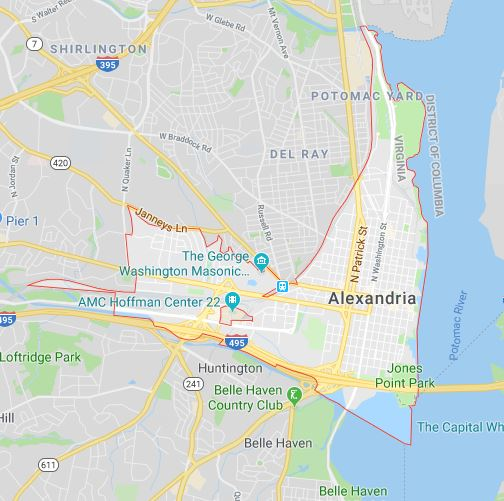 S Walter Reed
W Glebe Rd
Mt Vernon Ave
7
SHIRLINGTON
395
POTOMAC YARD
DISTRICT OF COLUMBIA
VIRGINIA
W Braddock Rd
DEL RAY
N Jordan St
420
N Quaker Ln
Janneys Ln
Russell Rd
Pier 1
N Patrick St
N Washington St
The George
Washington Masonic...
AMC Hoffman Center 22
Alexandria
Potomac River
495
495
Loftridge Park
Huntington
Jones
Point Park
241
Belle Haven
Country Club
Hill
The Capital Wh
Belle Haven
611
Belle Haven